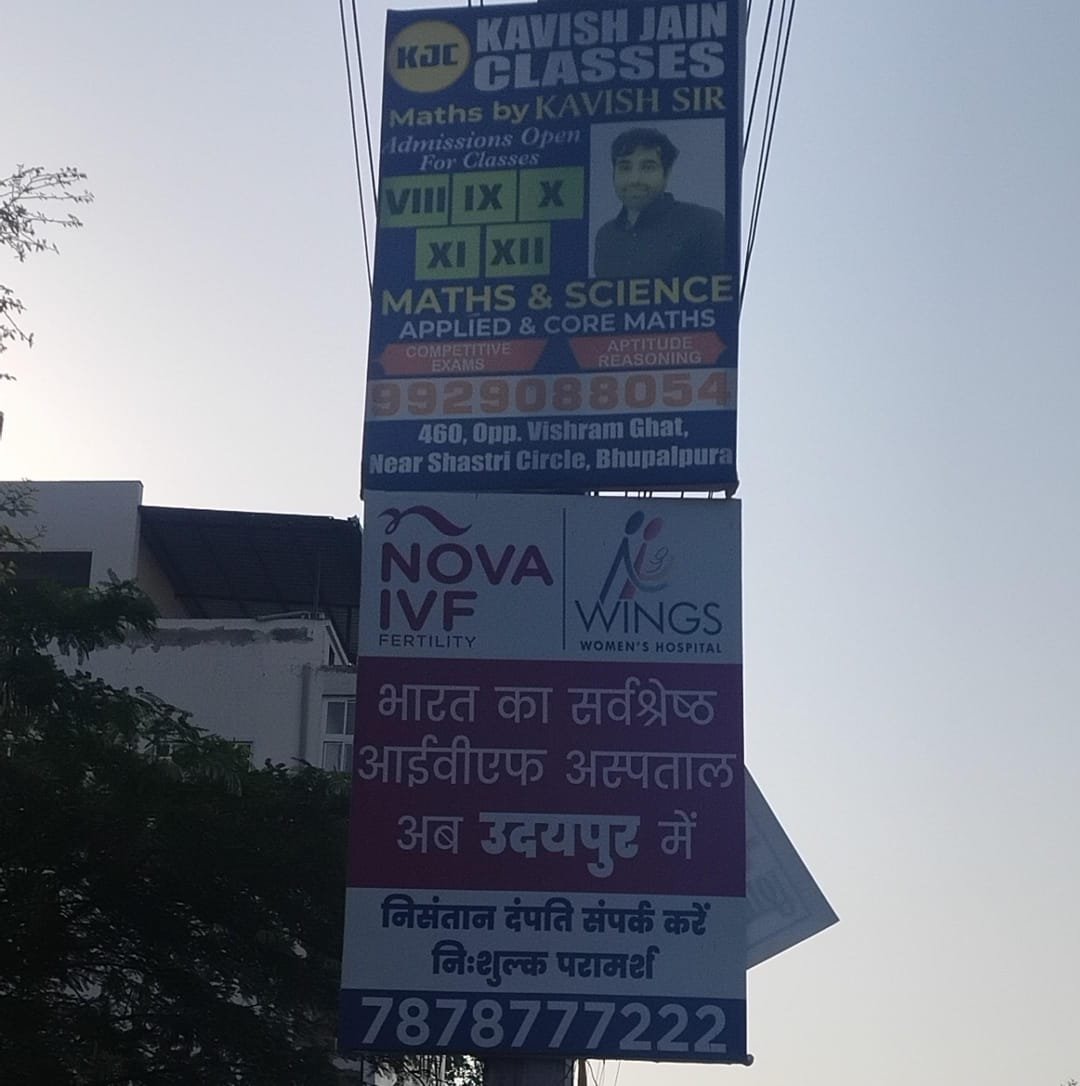 KJC
KAVISH JAIN
CLASSES
Maths by KAVISH SIR
Admissions Open
For Classes
VIII IX X
XI XII
MATHS & SCIENCE
APPLIED & CORE MATHS
COMPETITIVE
EXAMS
APTITUDE
REASONING
9929088054
460, Opp. Vishram Ghat,
Near Shastri Circle, Bhupalpura
NOVA
IVF
FERTILITY
WINGS
WOMEN'S HOSPITAL
भारत का सर्वश्रेष्ठ
आईवीएफ अस्पताल
अब उदयपुर में
निसंतान दंपति संपर्क करें
निःशुल्क परामर्श
7878777222